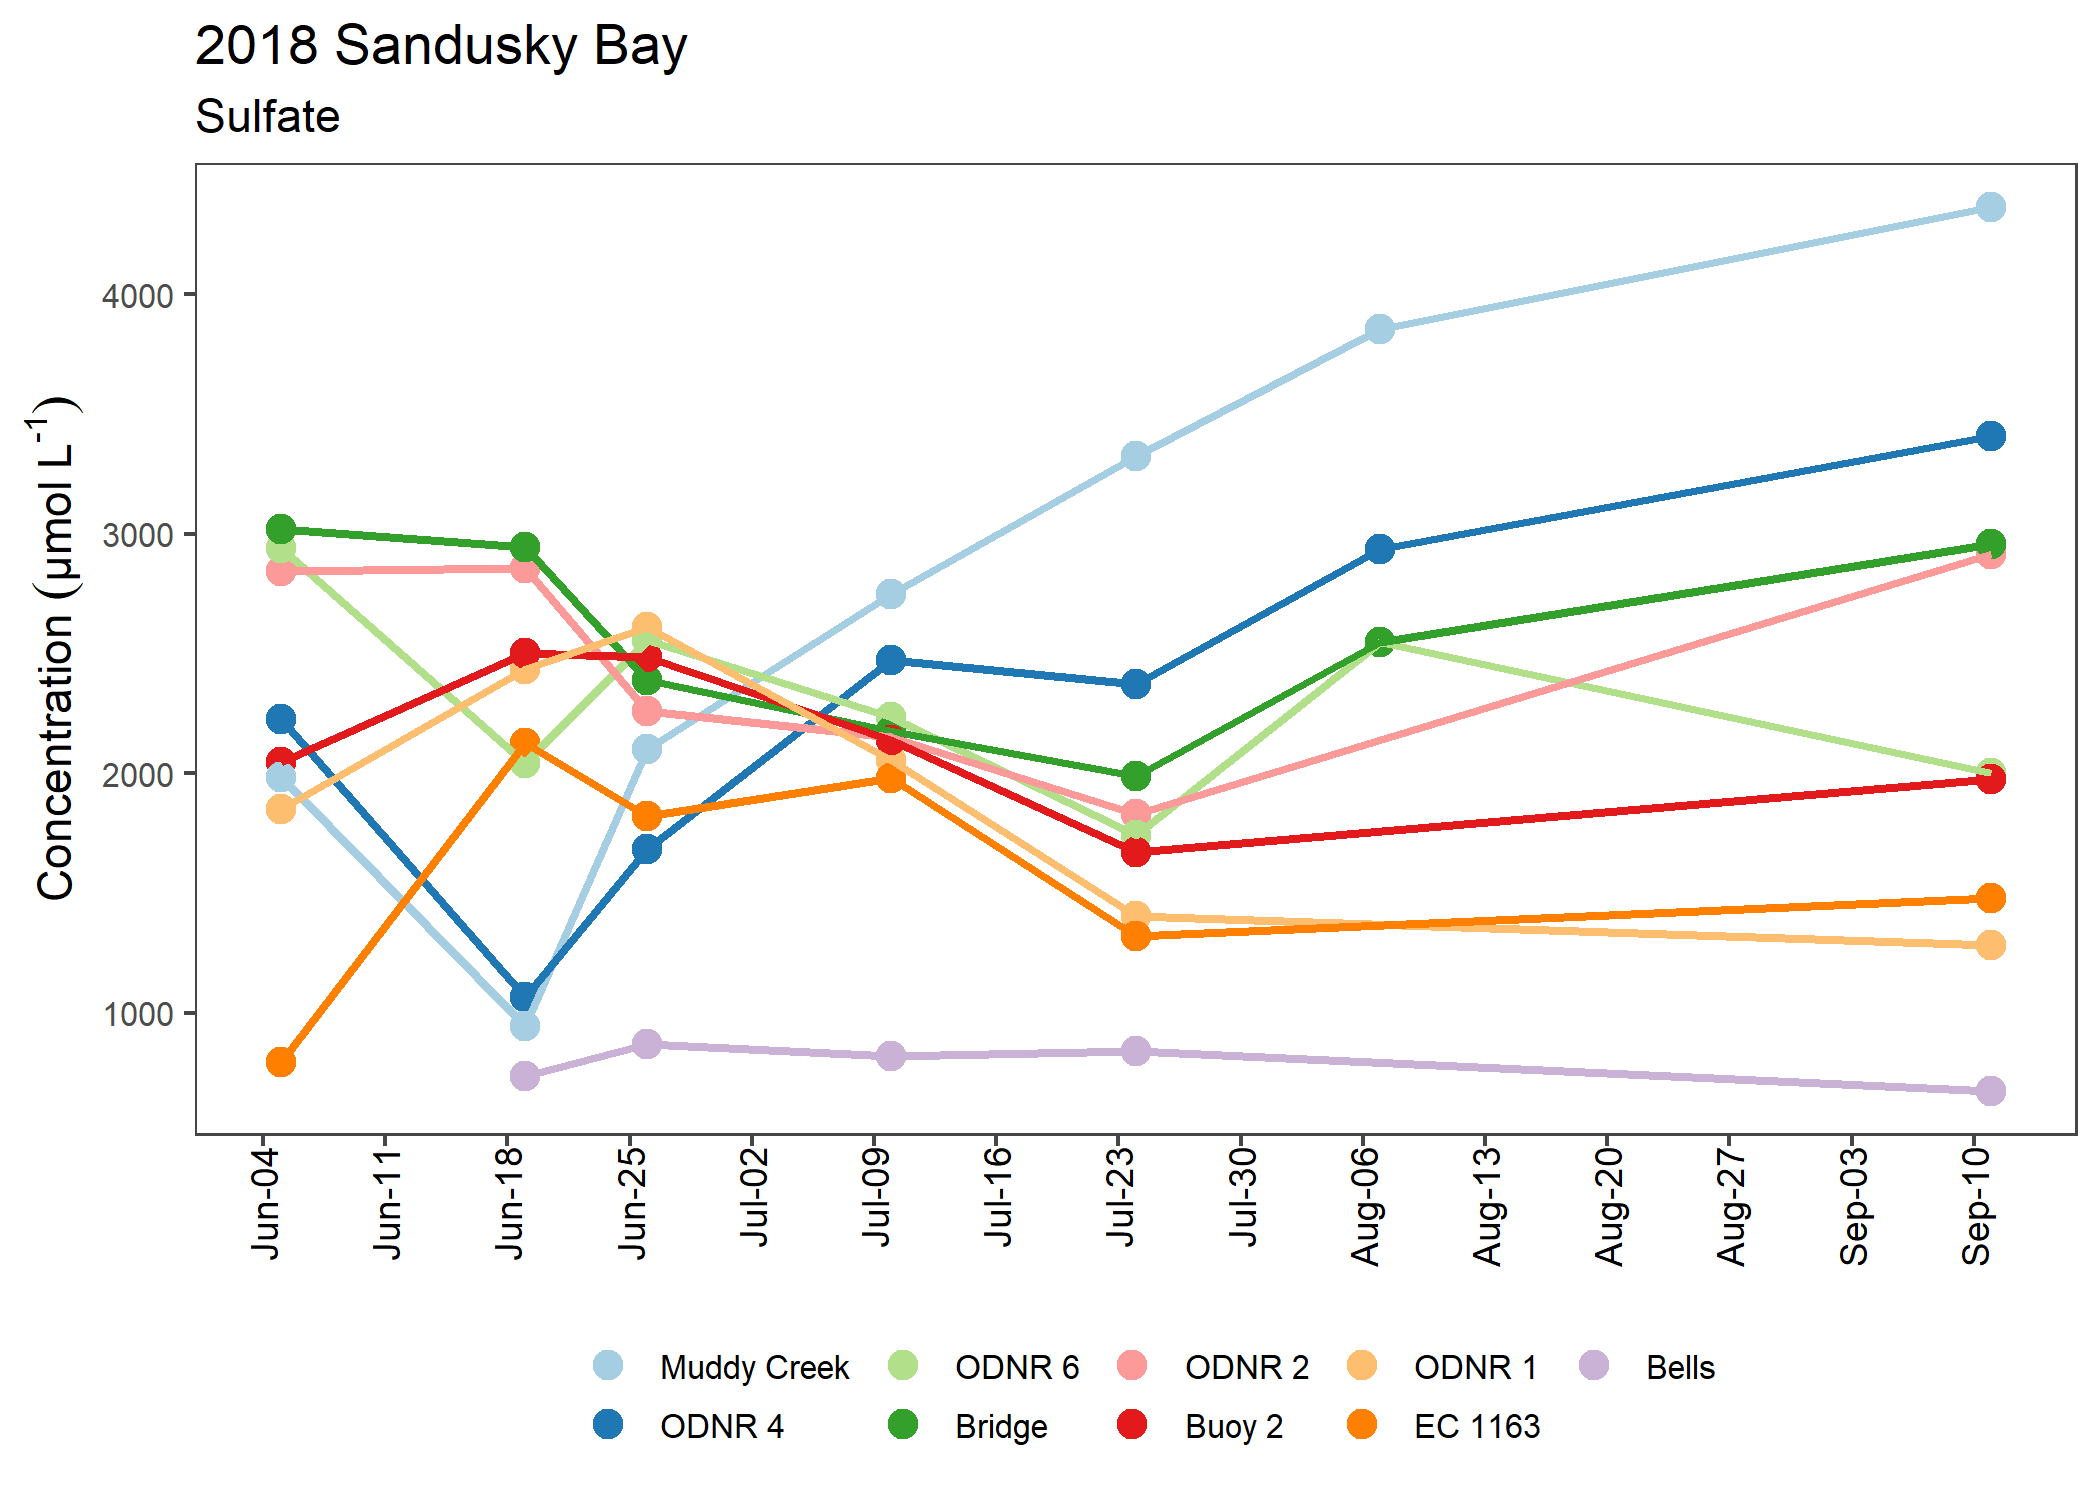 2018 Sandusky Bay
Sulfate
Concentration (µmol L⁻¹)
4000
3000
2000
1000
Jun-04
Jun-11
Jun-18
Jun-25
Jul-02
Jul-09
Jul-16
Jul-23
Jul-30
Aug-06
Aug-13
Aug-20
Aug-27
Sep-03
Sep-10
Muddy Creek ODNR 6 ODNR 2 ODNR 1 Bells
ODNR 4 Bridge Buoy 2 EC 1163